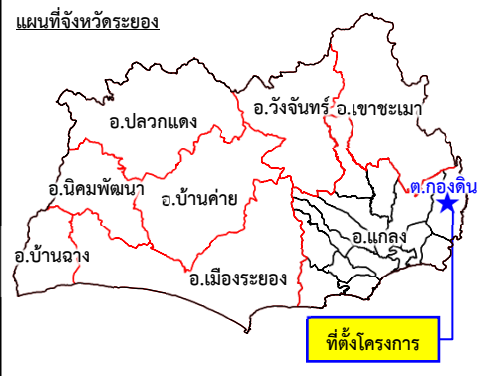 แผนที่จังหวัดระยอง
อ.วังจันทร์
อ.เขาชะเมา
อ.ปลวกแดง
อ.นิคมพัฒนา
ต.กองดิน
อ.บ้านค่าย
อ.แกลง
อ.บ้านฉาง
อ.เมืองระยอง
ที่ตั้งโครงการ